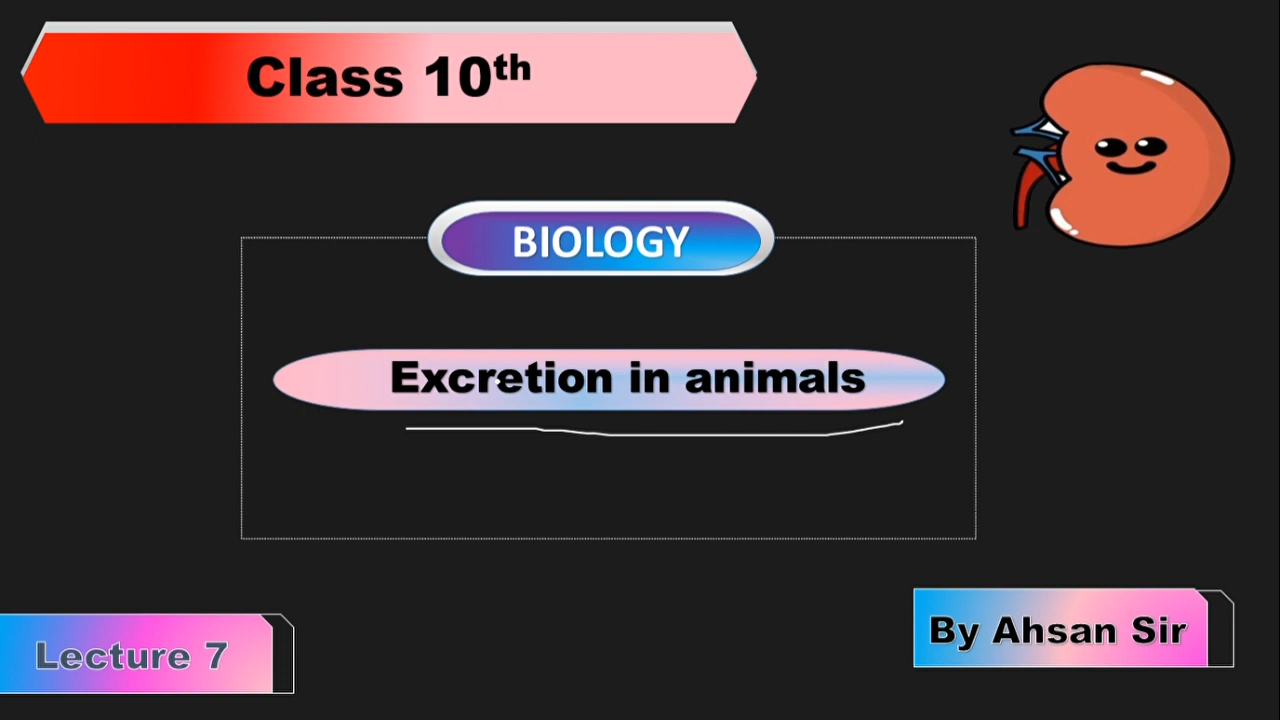 Class 10th
BIOLOGY
Excretion in animals
By Ahsan Sir
Lecture 7